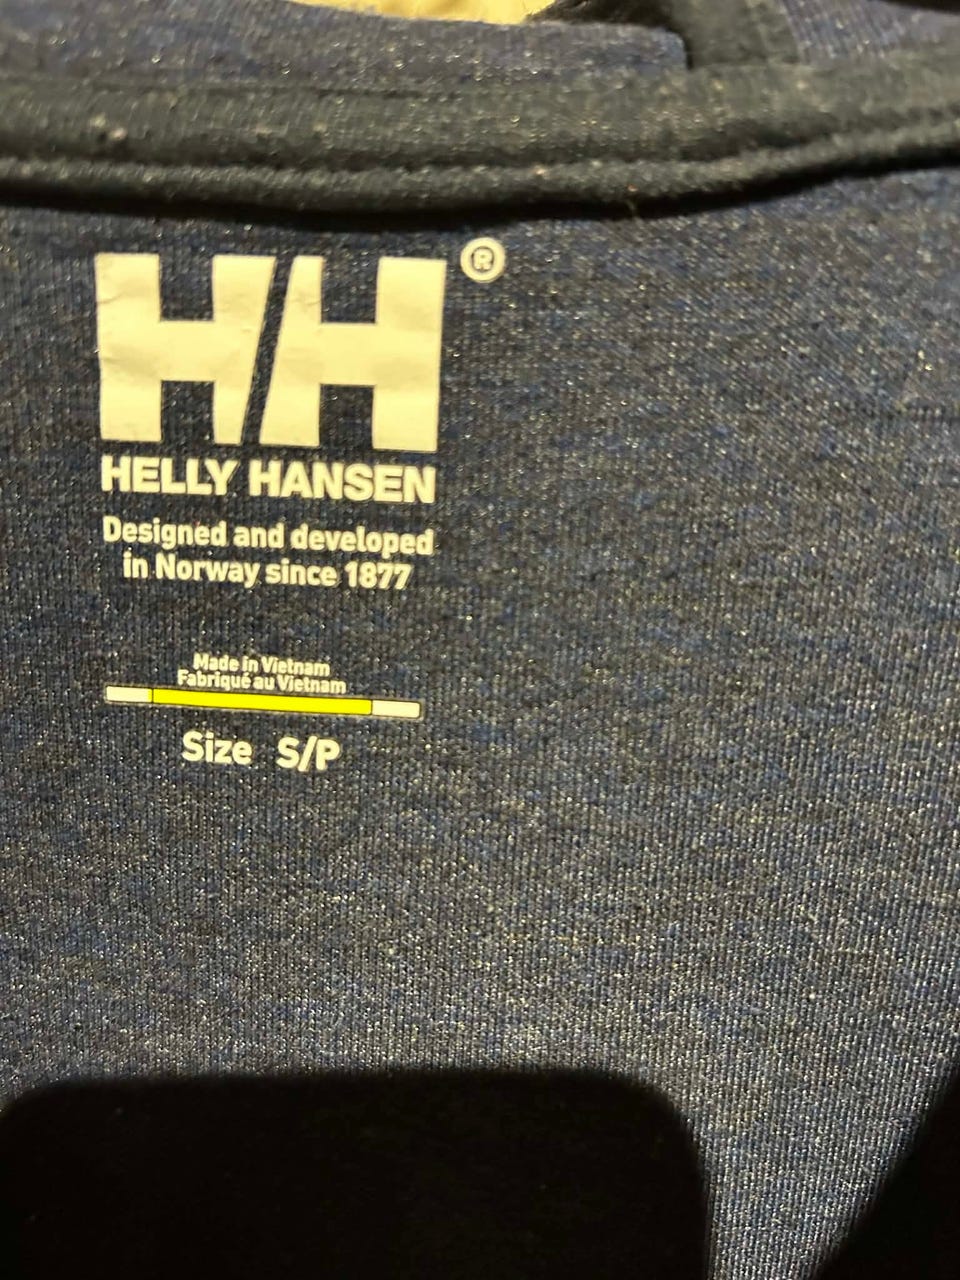 HH®
HELLY HANSEN
Designed and developed
in Norway since 1877
Made in Vietnam
Fabriqué au Vietnam
Size S/P